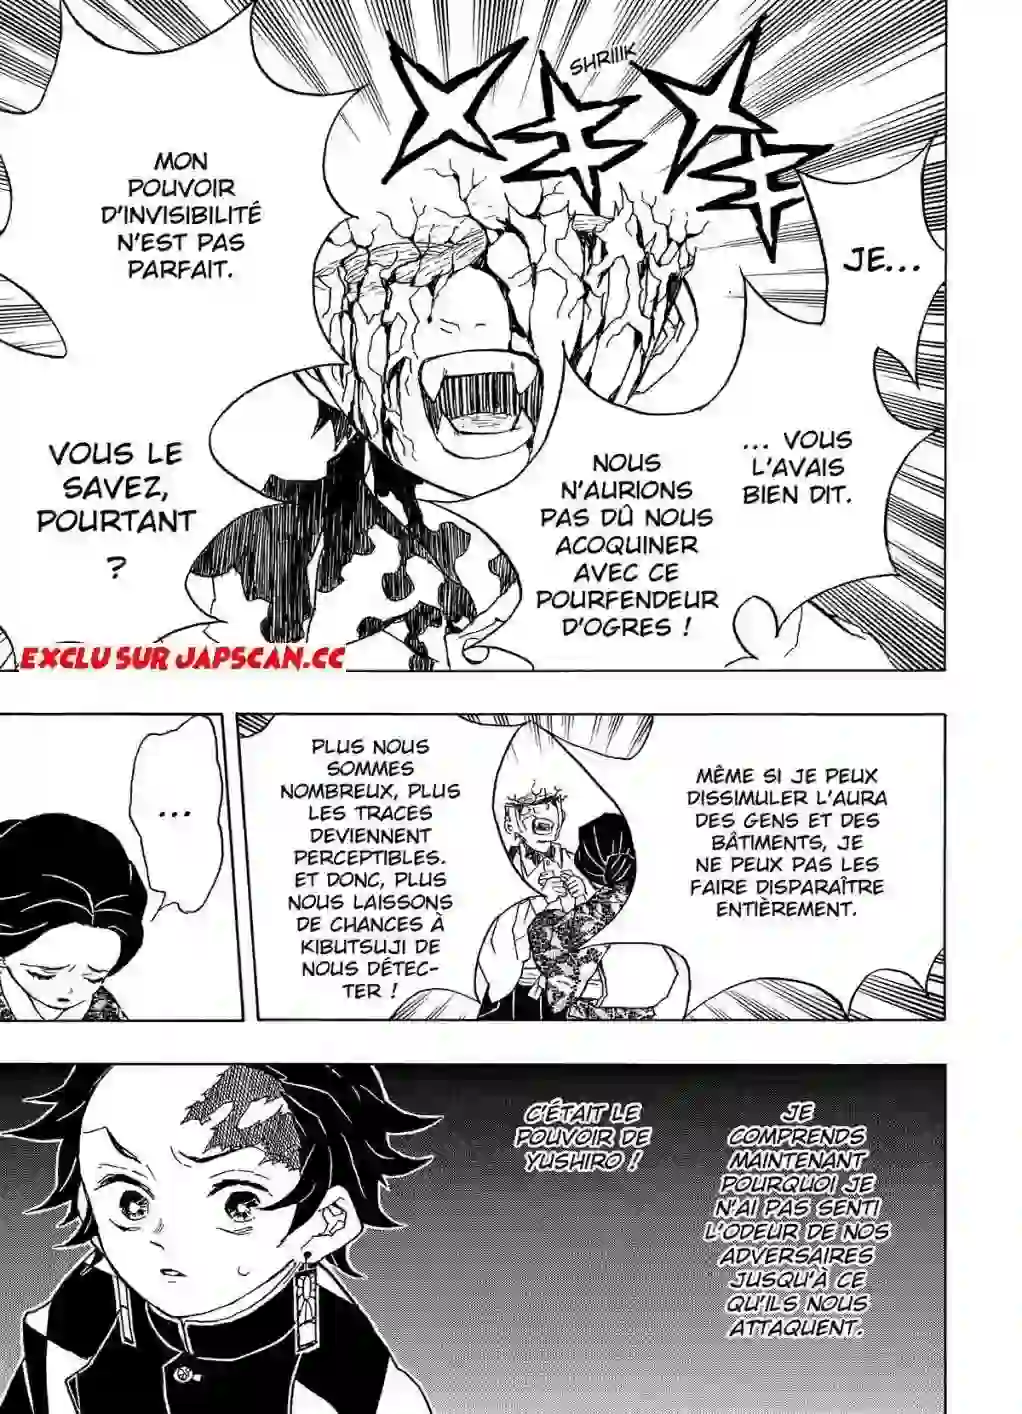 SHRIIIK
JE...
... VOUS
L'AVAIS
BIEN DIT.
NOUS
N'AURIONS
PAS DÛ NOUS
ACOQUINER
AVEC CE
POURFENDEUR
D'OGRES !
MON
POUVOIR
D'INVISIBILITÉ
N'EST PAS
PARFAIT.
VOUS LE
SAVEZ,
POURTANT
?
EXCLU SUR JAPSCAN.CC
MÊME SI JE PEUX
DISSIMULER L'AURA
DES GENS ET DES
BÂTIMENTS, JE
NE PEUX PAS LES
FAIRE DISPARAÎTRE
ENTIÈREMENT.
PLUS NOUS
SOMMES
NOMBREUX, PLUS
LES TRACES
DEVIENNENT
PERCEPTIBLES.
ET DONC, PLUS
NOUS LAISSONS
DE CHANCES À
KIBUTSUJI DE
NOUS DÉTEC-
TER !
...
JE
COMPRENDS
MAINTENANT
POURQUOI JE
N'AI PAS SENTI
L'ODEUR DE NOS
ADVERSAIRES
JUSQU'À CE
QU'ILS NOUS
ATTAQUENT.
C'ÉTAIT LE
POUVOIR DE
YUSHIRO !